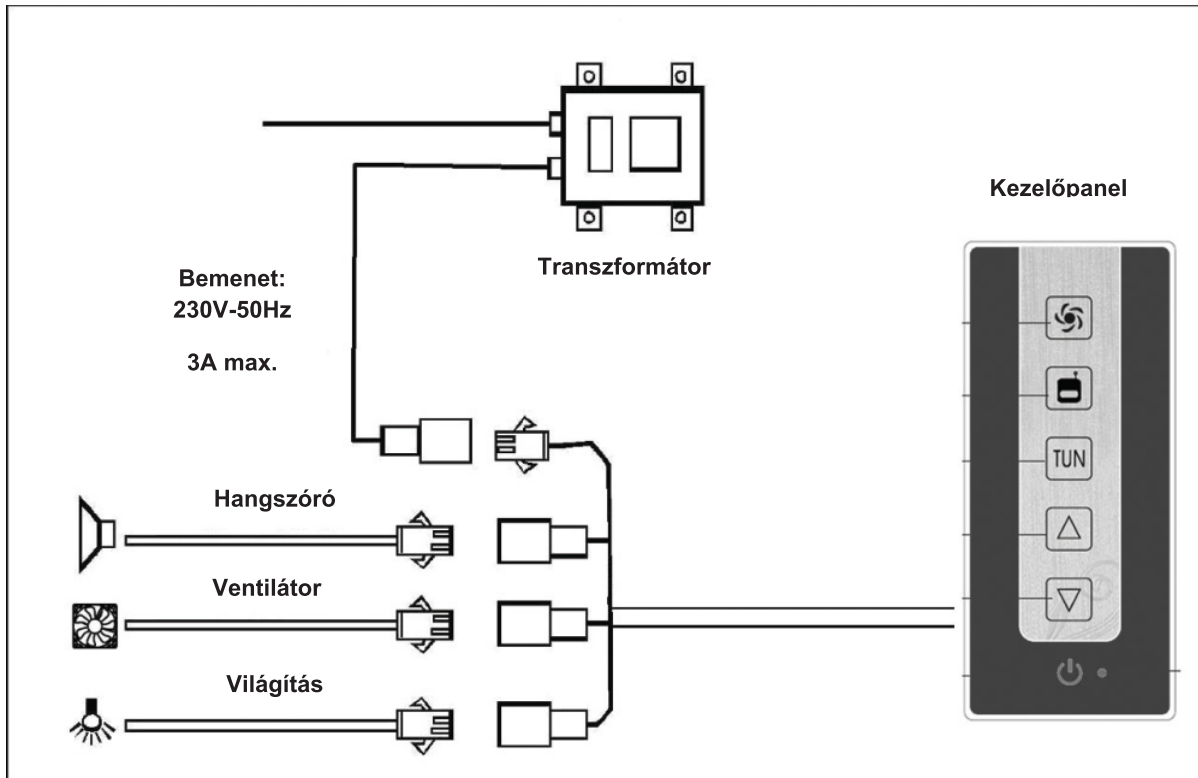 Kezelőpanel
Transzformátor
Bemenet:
230V-50Hz
3A max.
TUN
Hangszóró
Ventilátor
Világítás